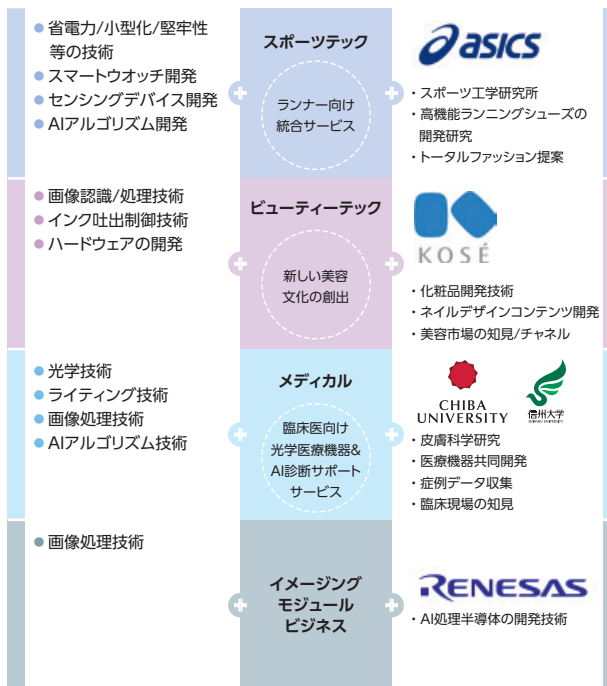 ● 省電力/小型化/堅牢性
等の技術
● スマートウオッチ開発
● センシングデバイス開発
● AIアルゴリズム開発
スポーツテック
ランナー向け
統合サービス
asics
・スポーツ工学研究所
・高機能ランニングシューズの
開発研究
・トータルファッション提案
● 画像認識/処理技術
● インク吐出制御技術
● ハードウェアの開発
ビューティーテック
新しい美容
文化の創出
KOSÉ
・化粧品開発技術
・ネイルデザインコンテンツ開発
・美容市場の知見/チャネル
● 光学技術
● ライティング技術
● 画像処理技術
● AIアルゴリズム技術
メディカル
臨床医向け
光学医療機器&
AI診断サポート
サービス
CHIBA
UNIVERSITY
信州大学
SHINSHU UNIVERSITY
・皮膚科学研究
・医療機器共同開発
・症例データ収集
・臨床現場の知見
● 画像処理技術
イメージング
モジュール
ビジネス
RENESAS
・AI処理半導体の開発技術